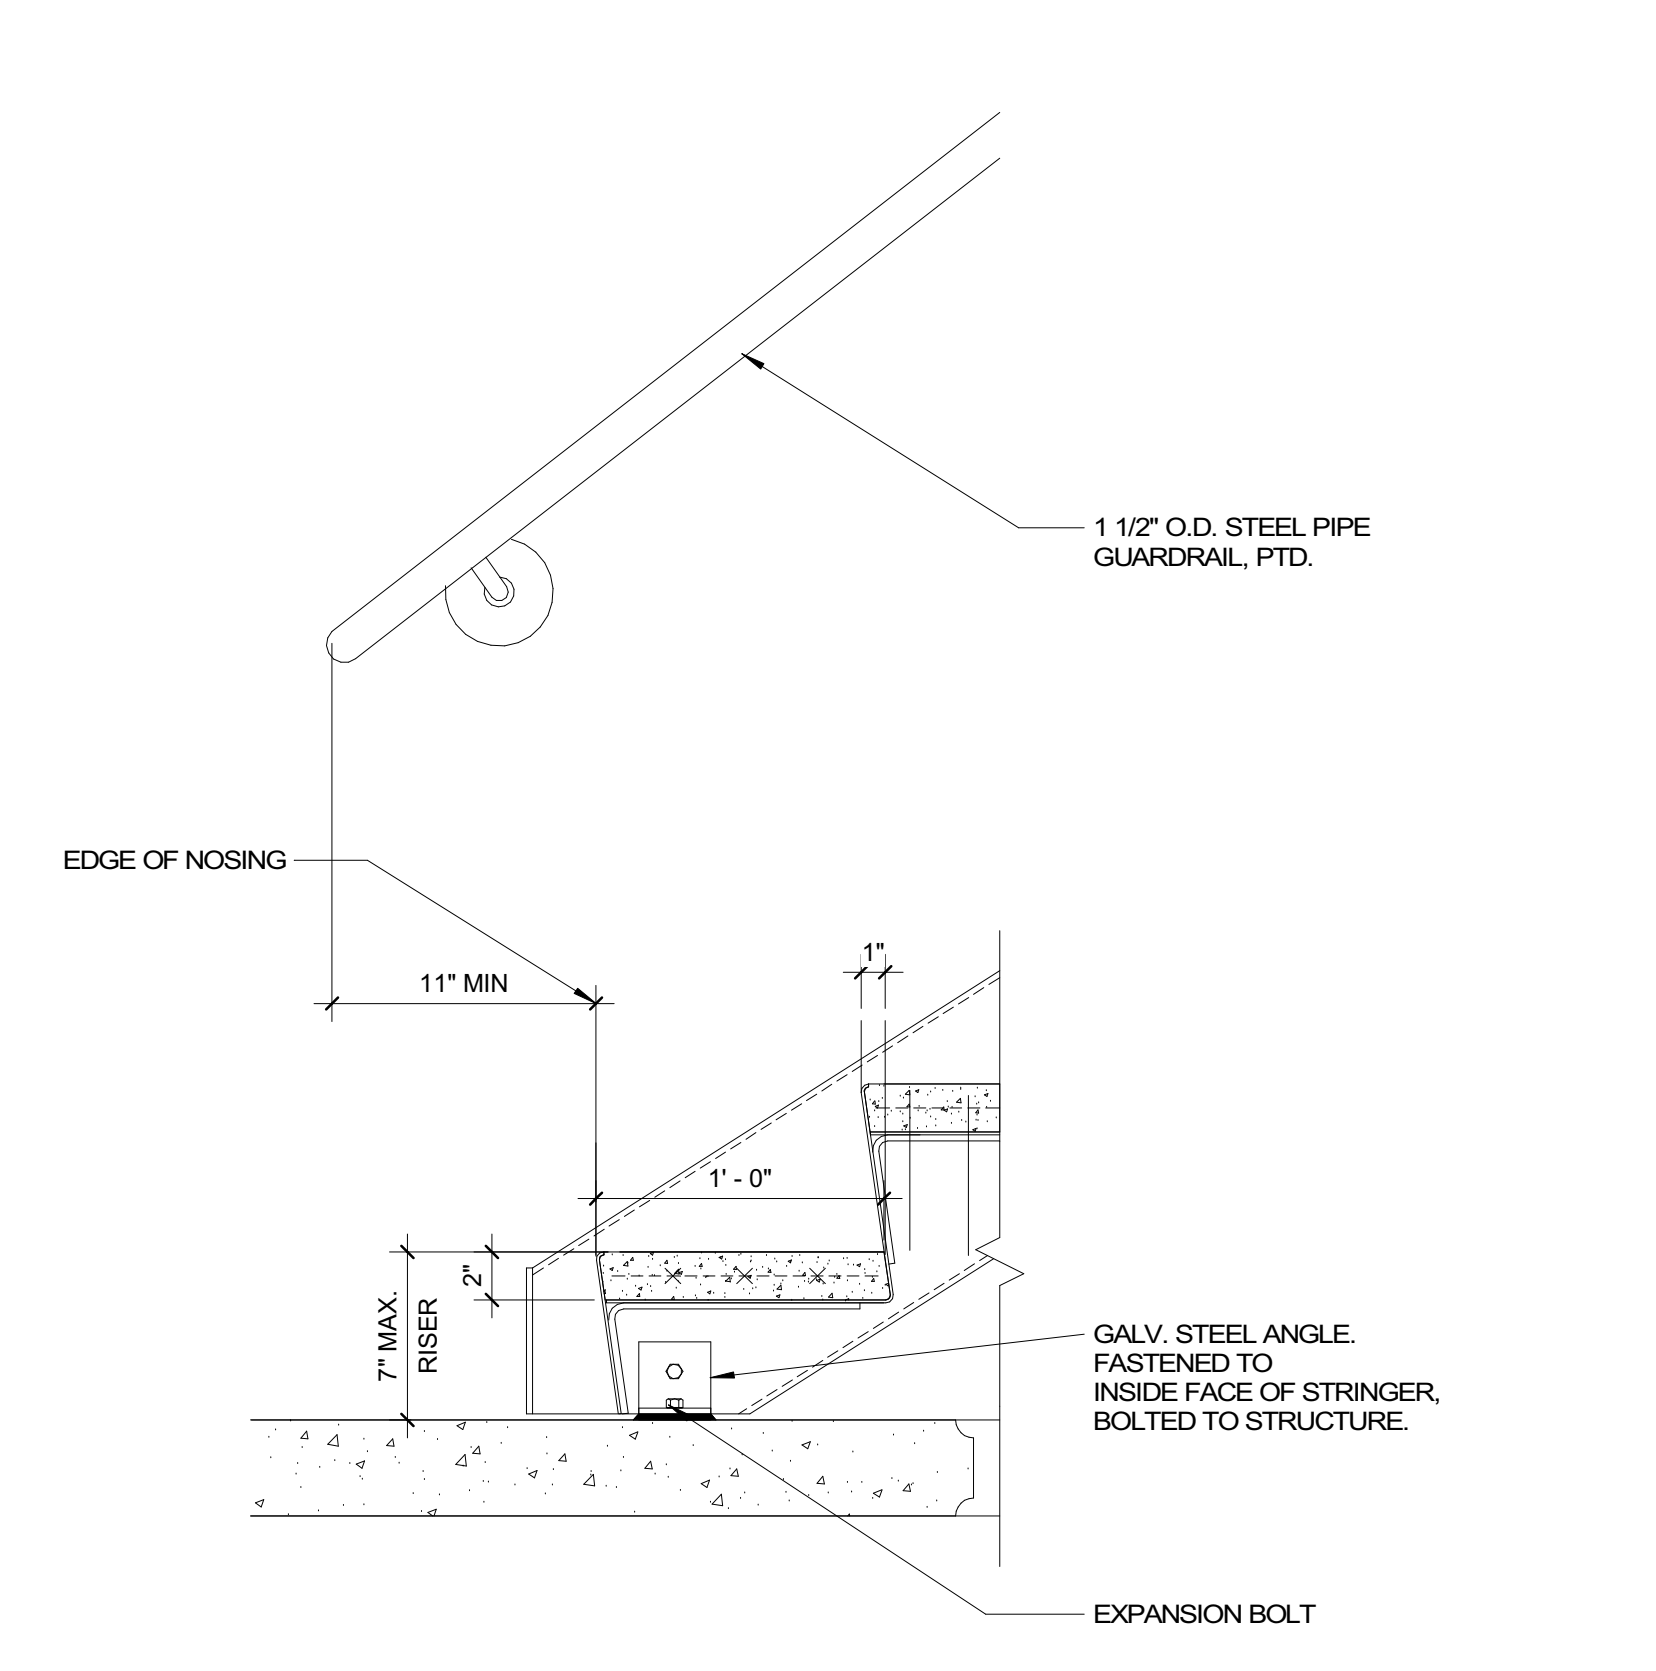 1 1/2" O.D. STEEL PIPE
GUARDRAIL, PTD.
EDGE OF NOSING
1"
11" MIN
1' - 0"
2"
7" MAX.
RISER
GALV. STEEL ANGLE.
FASTENED TO
INSIDE FACE OF STRINGER,
BOLTED TO STRUCTURE.
EXPANSION BOLT